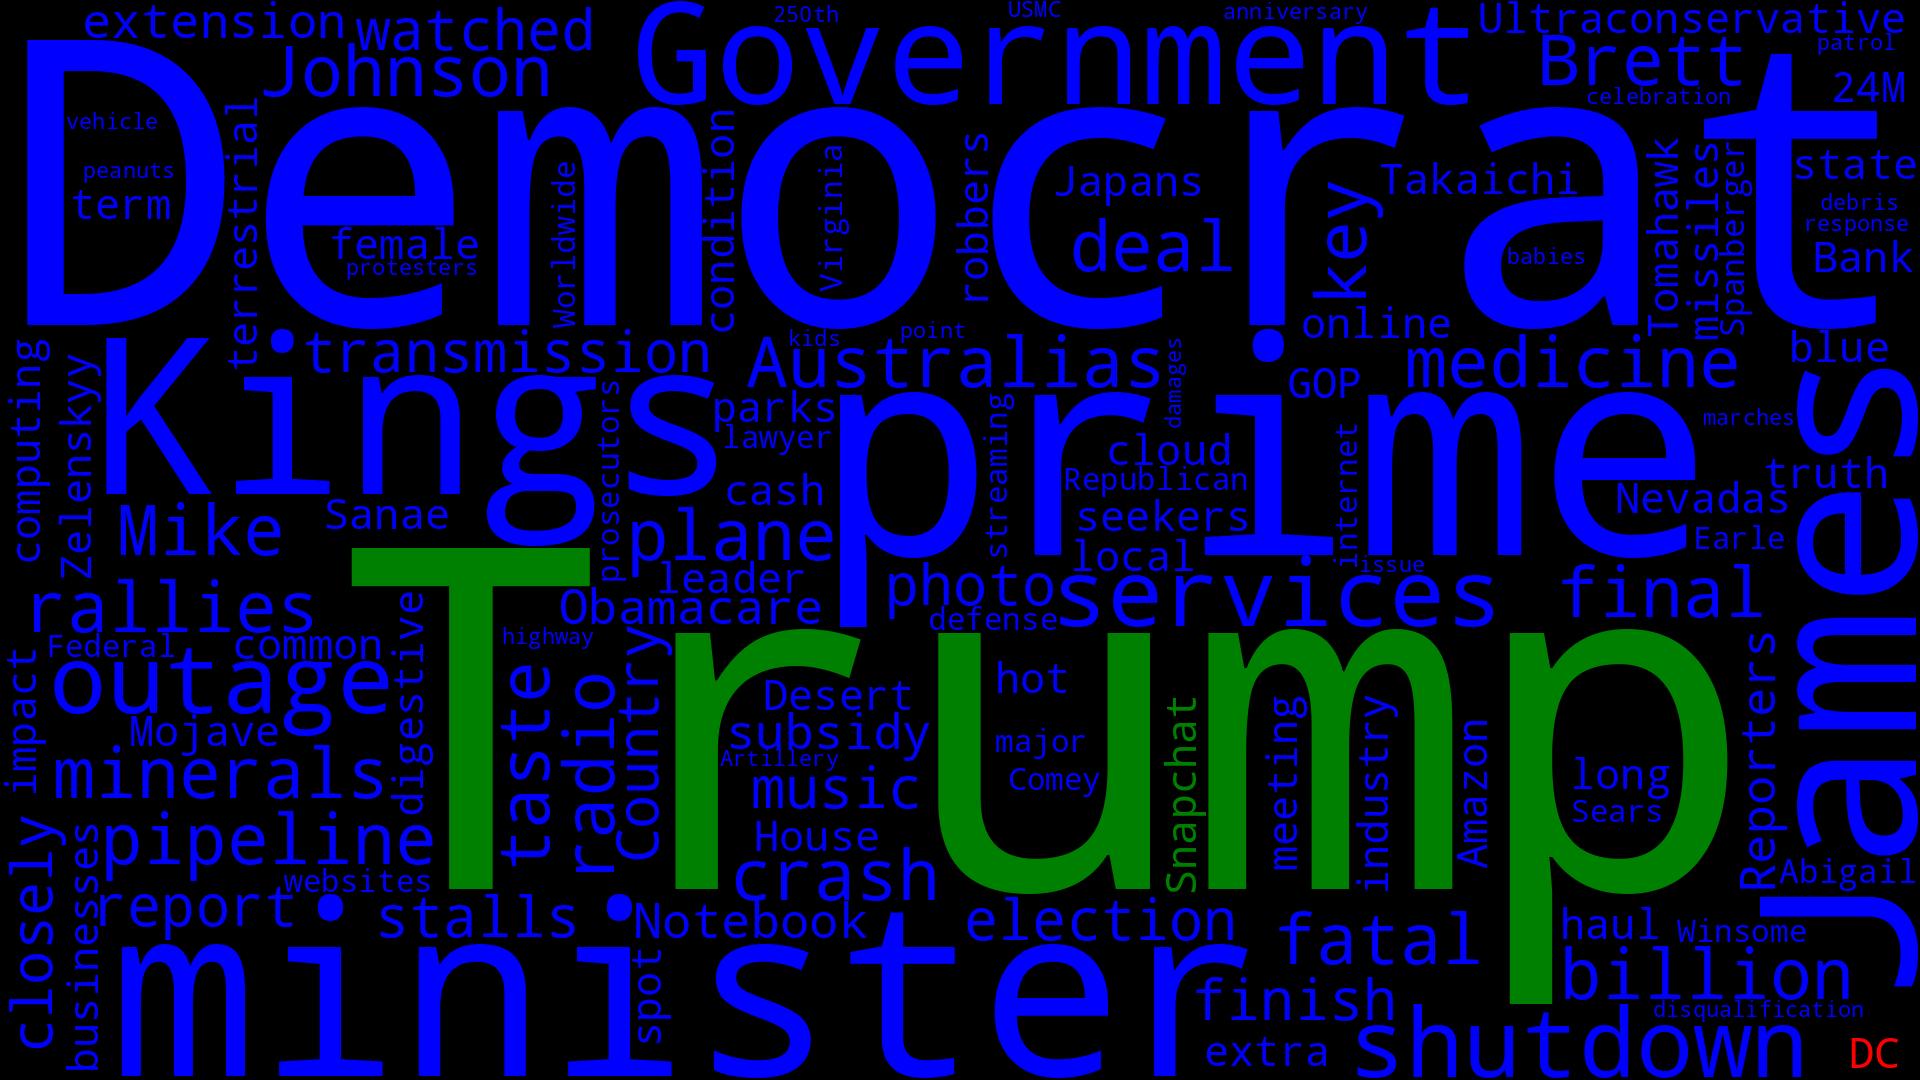 extension
watched
Government
250th
USMC
anniversary
Ultraconservative
Johnson
Brett
patrol
24M
celebration
Democrat
vehicle
peanuts
term
terrestrial
female
protesters
Worldwide
condition
Virginia
robbers
Japans
deal
key
Takaichi
babies
Tomahawk
missiles
Spanberger
state
debris
response
Bank
online
blue
computing
Zelenskyy
Kings
transmission
prosecutors
Australias
kids
point
damages
parks
lawyer
cash
prime
streaming
GOP
medicine
cloud
Republican
seekers
local
internet
issue
marches
truth
Nevadas
Earle
James
Mike
Sanae
plane
leader
Obamacare
photo
defense
services
final
rallies
Federal
common
outage
Mojave
impact
minerals
digestive
Trump
highway
taste
radio
Country
Desert
subsidy
Artillery
music
House
crash
hot
major
Comey
Snapchat
meeting
industry
Amazon
long
Sears
Reporters
Abigail
closely
businesses
pipeline
websites
report
stalls
Notebook
election
fatal
haul
Winsome
billion
minister
spot
finish
extra
disqualification
shutdown
DC